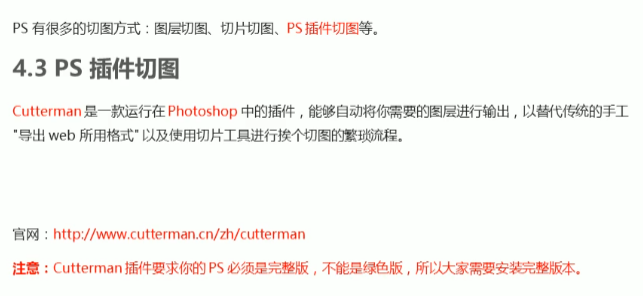 PS 有很多的切图方式：图层切图、切片切图、PS 插件切图等。
4.3 PS 插件切图
Cutterman 是一款运行在 Photoshop 中的插件，能够自动将你需要的图层进行输出，以替代传统的手工
"导出 web 所用格式" 以及使用切片工具进行挨个切图的繁琐流程。
官网：http://www.cutterman.cn/zh/cutterman
注意：Cutterman 插件要求你的 PS 必须是完整版，不能是绿色版，所以大家需要安装完整版本。